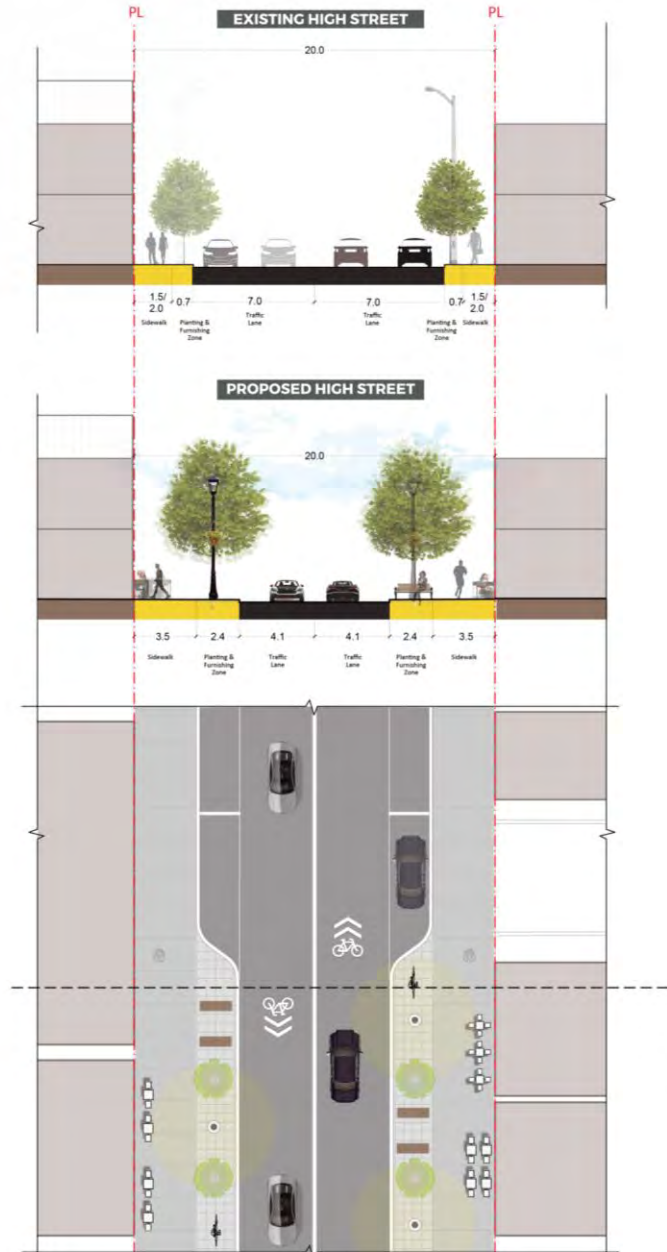 PL
EXISTING HIGH STREET
PL
20.0
1.5/
2.0
0.7
7.0
7.0
0.7
1.5/
2.0
Sidewalk
Planting &
Furnishing
Zone
Traffic
Lane
Traffic
Lane
Planting &
Furnishing
Zone
Sidewalk
PROPOSED HIGH STREET
20.0
3.5
2.4
4.1
4.1
2.4
3.5
Sidewalk
Planting &
Furnishing
Zone
Traffic
Lane
Traffic
Lane
Planting &
Furnishing
Zone
Sidewalk